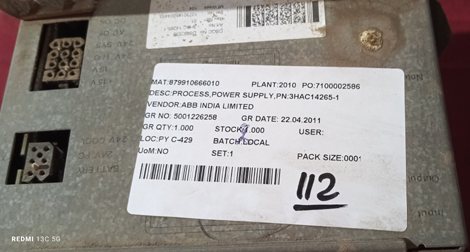 MAT:879910666010 PLANT:2010 PO:7100002586
DESC:PROCESS,POWER SUPPLY,PN:3HAC14265-1
VENDOR:ABB INDIA LIMITED
GR NO: 5001226258 GR DATE: 22.04.2011
GR QTY:1.000 STOCK:1.000 USER:
LOC:PY C-429 BATCH:LOCAL
UoM:NO SET:1 PACK SIZE:0001
112
REDMI 13C 5G